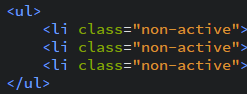 <ul>
    <li class="non-active">
    <li class="non-active">
    <li class="non-active">
</ul>